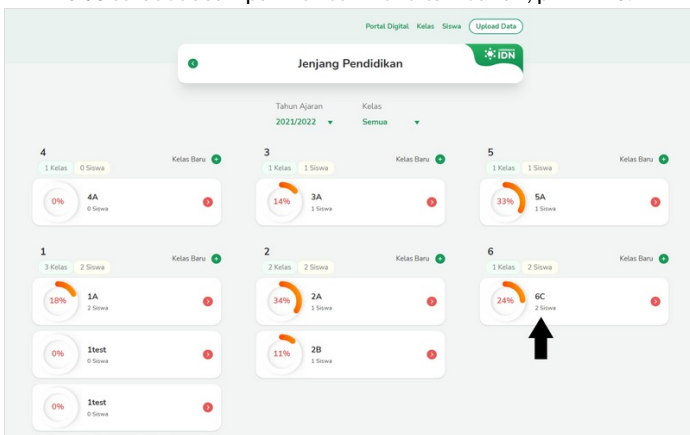 Portal Digital Kelas Siswa Upload Data
Jenjang Pendidikan
IDN
Tahun Ajaran Kelas
2021/2022 Semua
4
1 Kelas 0 Siswa Kelas Baru
0% 4A
0 Siswa
3
1 Kelas 1 Siswa Kelas Baru
14% 3A
1 Siswa
5
1 Kelas 1 Siswa Kelas Baru
33% 5A
1 Siswa
1
3 Kelas 2 Siswa Kelas Baru
18% 1A
2 Siswa
0% 1test
0 Siswa
0% 1test
0 Siswa
2
2 Kelas 2 Siswa Kelas Baru
34% 2A
1 Siswa
11% 2B
1 Siswa
6
1 Kelas 2 Siswa Kelas Baru
24% 6C
2 Siswa